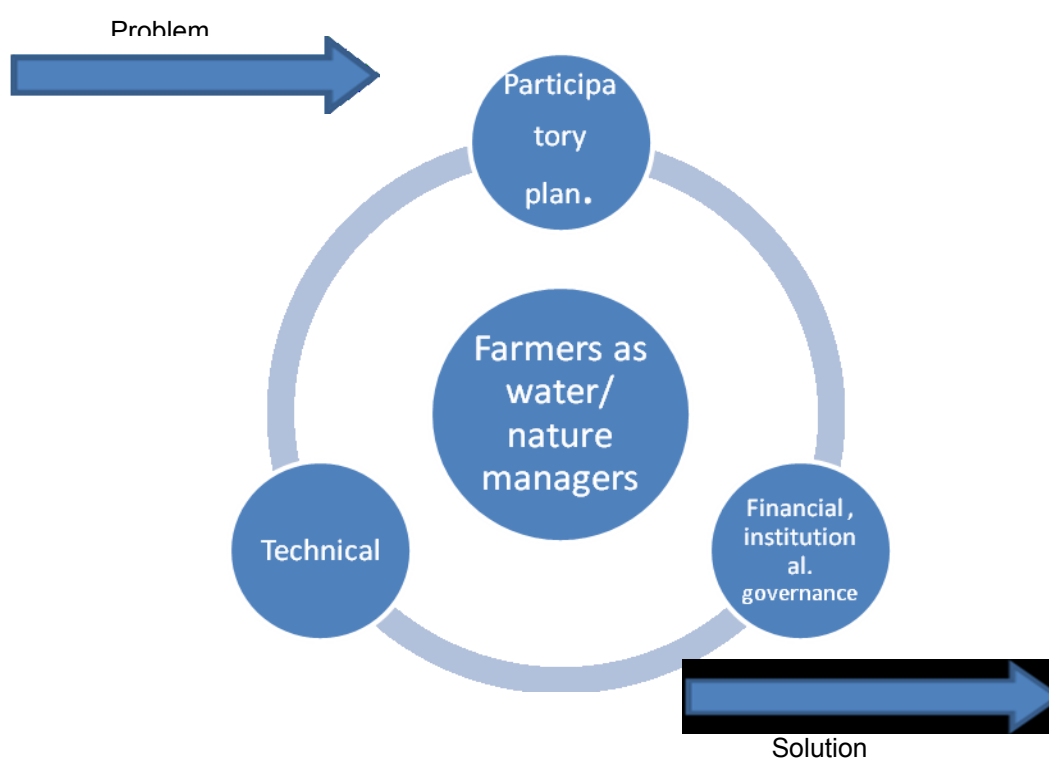 Problem
Participa
tory
plan.
Farmers as
water/
nature
managers
Technical
Financial,
institution
al.
governance
Solution